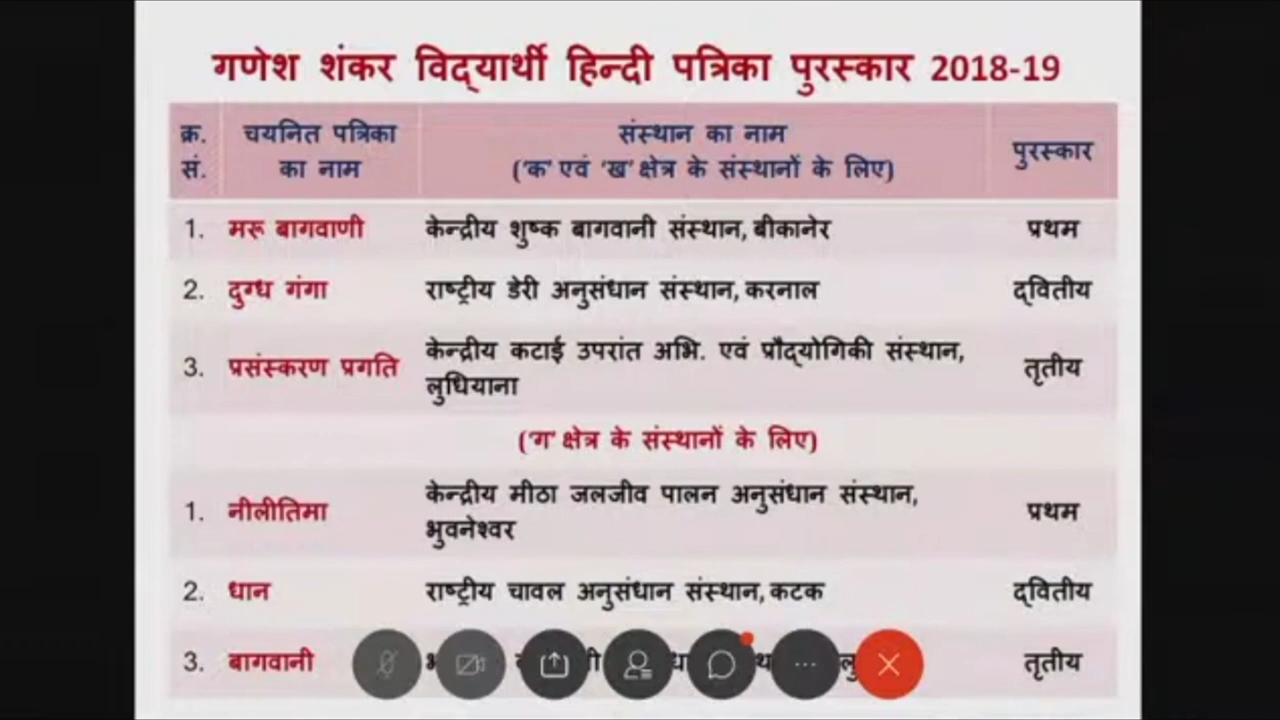 गणेश शंकर विद्यार्थी हिन्दी पत्रिका पुरस्कार 2018-19
क्र. सं. चयनित पत्रिका का नाम संस्थान का नाम ('क' एवं 'ख' क्षेत्र के संस्थानों के लिए) पुरस्कार
1. मरू बागवाणी केन्द्रीय शुष्क बागवानी संस्थान, बीकानेर प्रथम
2. दुग्ध गंगा राष्ट्रीय डेरी अनुसंधान संस्थान, करनाल द्वितीय
3. प्रसंस्करण प्रगति केन्द्रीय कटाई उपरांत अभि. एवं प्रौद्योगिकी संस्थान, लुधियाना तृतीय
('ग' क्षेत्र के संस्थानों के लिए)
1. नीलीतिमा केन्द्रीय मीठा जलजीव पालन अनुसंधान संस्थान, भुवनेश्वर प्रथम
2. धान राष्ट्रीय चावल अनुसंधान संस्थान, कटक द्वितीय
3. बागवानी तृतीय